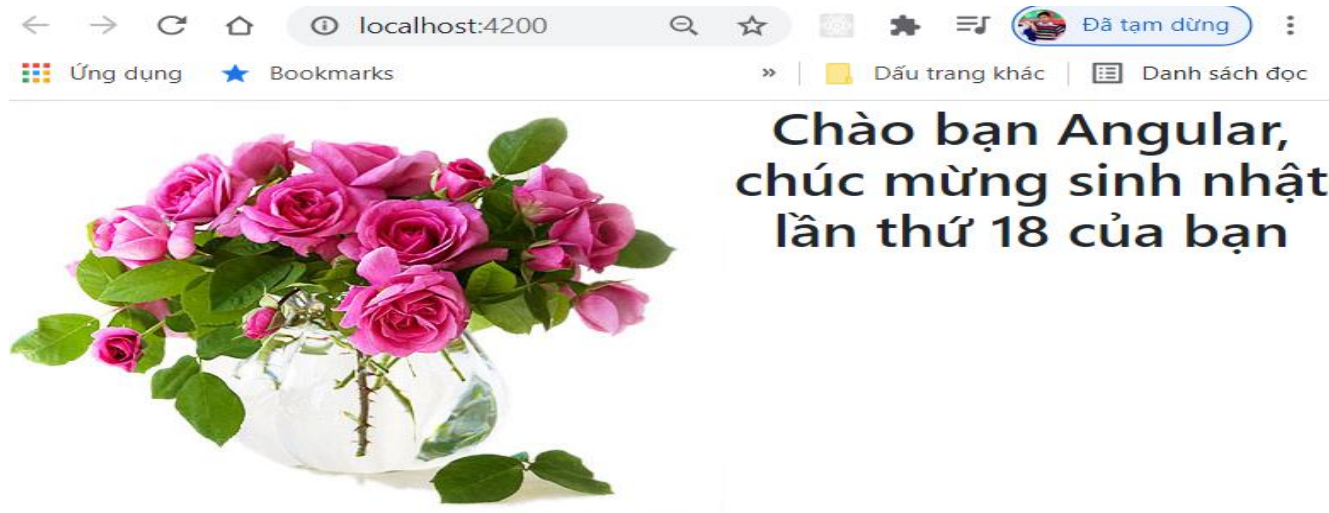 localhost:4200
Đã tạm dừng
Ứng dụng
Bookmarks
»
Dấu trang khác
Danh sách đọc
Chào bạn Angular,
chúc mừng sinh nhật
lần thứ 18 của bạn